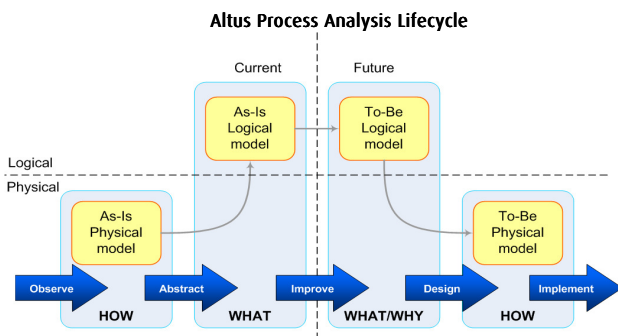 Altus Process Analysis Lifecycle
Current
Future
As-Is
Logical
model
To-Be
Logical
model
Logical
Physical
As-Is
Physical
model
To-Be
Physical
model
Observe
Abstract
Improve
Design
Implement
HOW
WHAT
WHAT/WHY
HOW